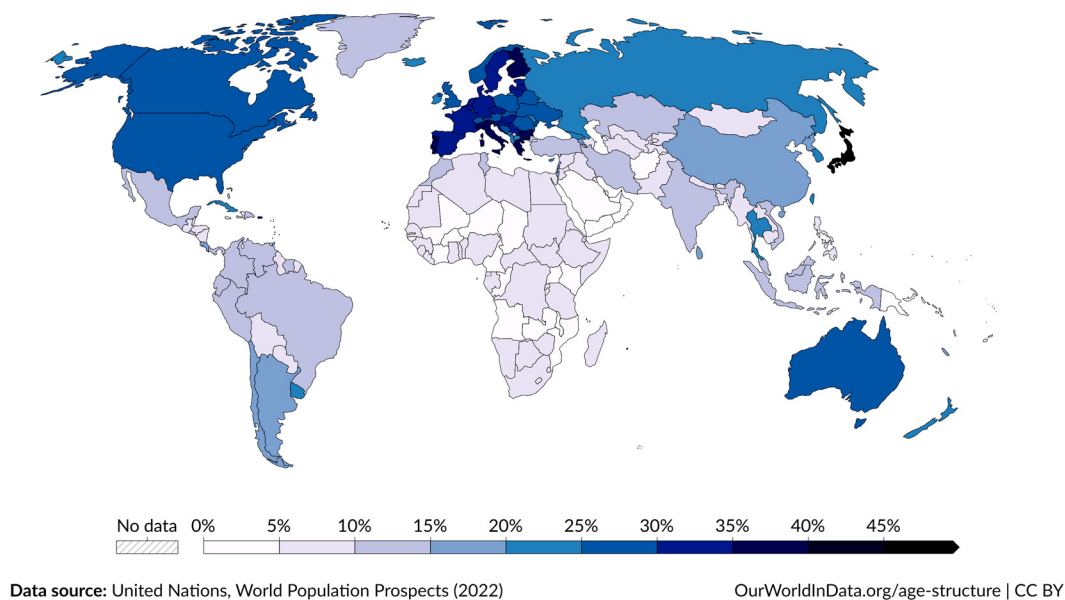 No data 0% 5% 10% 15% 20% 25% 30% 35% 40% 45%
Data source: United Nations, World Population Prospects (2022) OurWorldInData.org/age-structure | CC BY